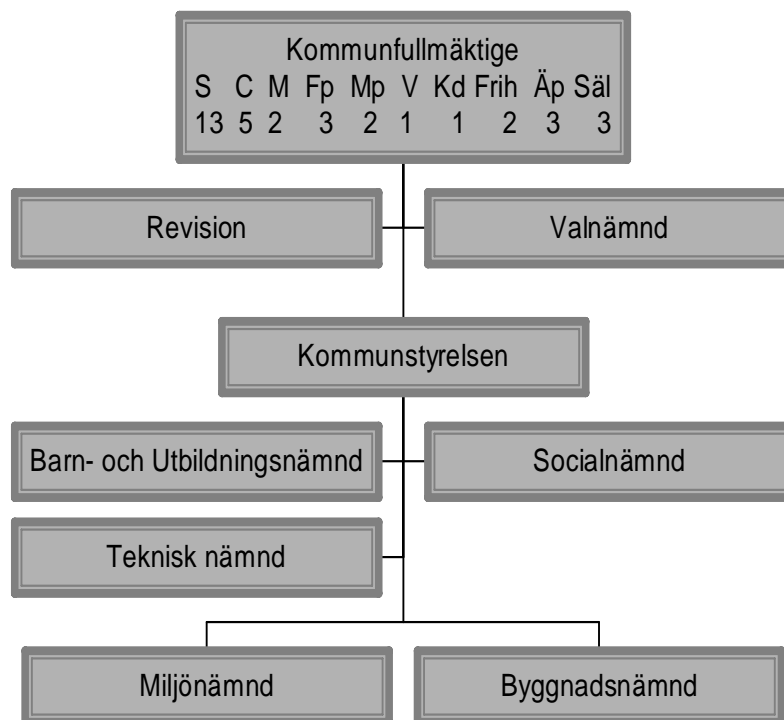 Kommunfullmäktige
S C M Fp Mp V Kd Frih Äp Säl
13 5 2 3 2 1 1 2 3 3
Revision
Valnämnd
Kommunstyrelsen
Barn- och Utbildningsnämnd
Socialnämnd
Teknisk nämnd
Miljönämnd
Byggnadsnämnd